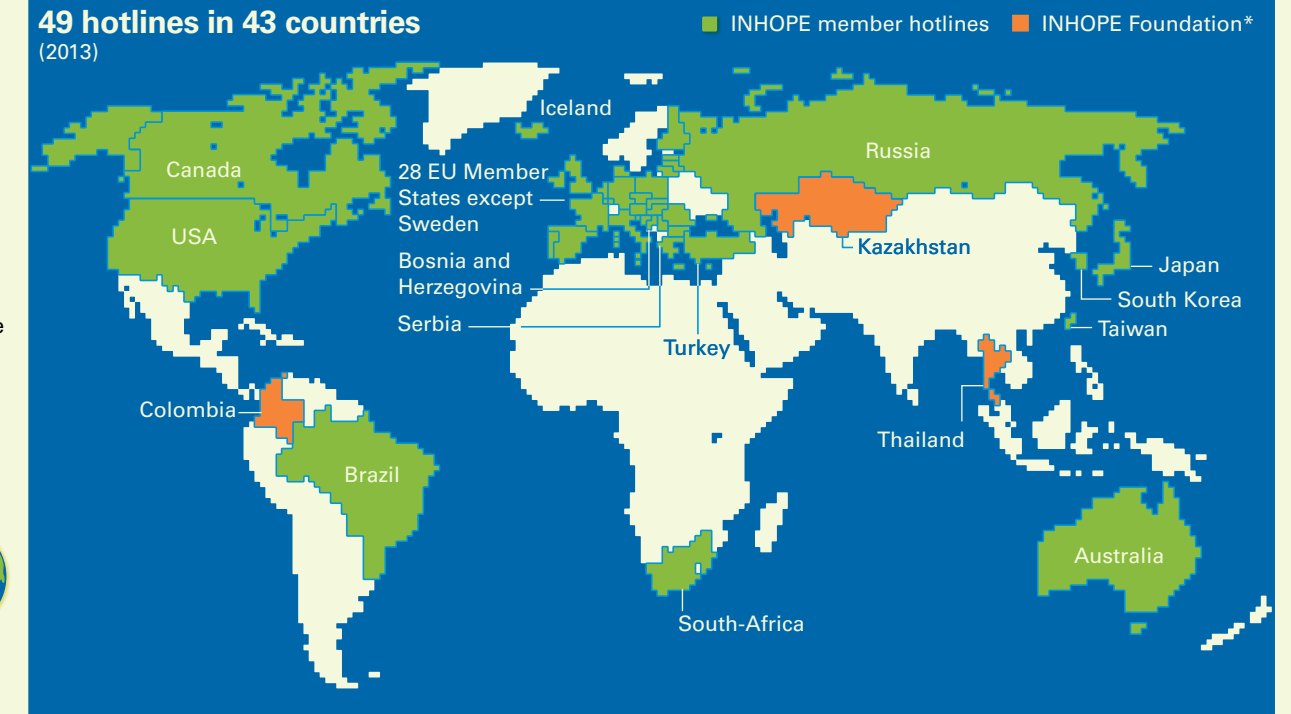 49 hotlines in 43 countries
(2013)
INHOPE member hotlines
INHOPE Foundation*
Iceland
Canada
Russia
28 EU Member
States except
Sweden
USA
Kazakhstan
Bosnia and
Herzegovina
Japan
South Korea
Serbia
Taiwan
Turkey
Colombia
Thailand
Brazil
Australia
South-Africa
e